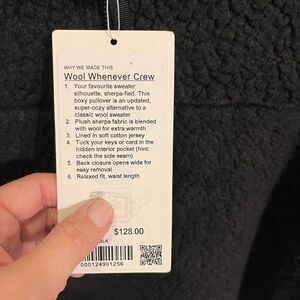 WHY WE MADE THIS
Wool Whenever Crew
1. Your favourite sweater
silhouette, sherpa-fied. This
boxy pullover is an updated,
super-cozy alternative to a
classic wool sweater
2. Plush sherpa fabric is blended
with wool for extra warmth
3. Lined in soft cotton jersey
4. Tuck your keys or card in the
hidden interior pocket (hint:
check the side seam)
5. Back closure opens wide for
easy removal
6. Relaxed fit, waist length
$128.00
BLK
000124901256